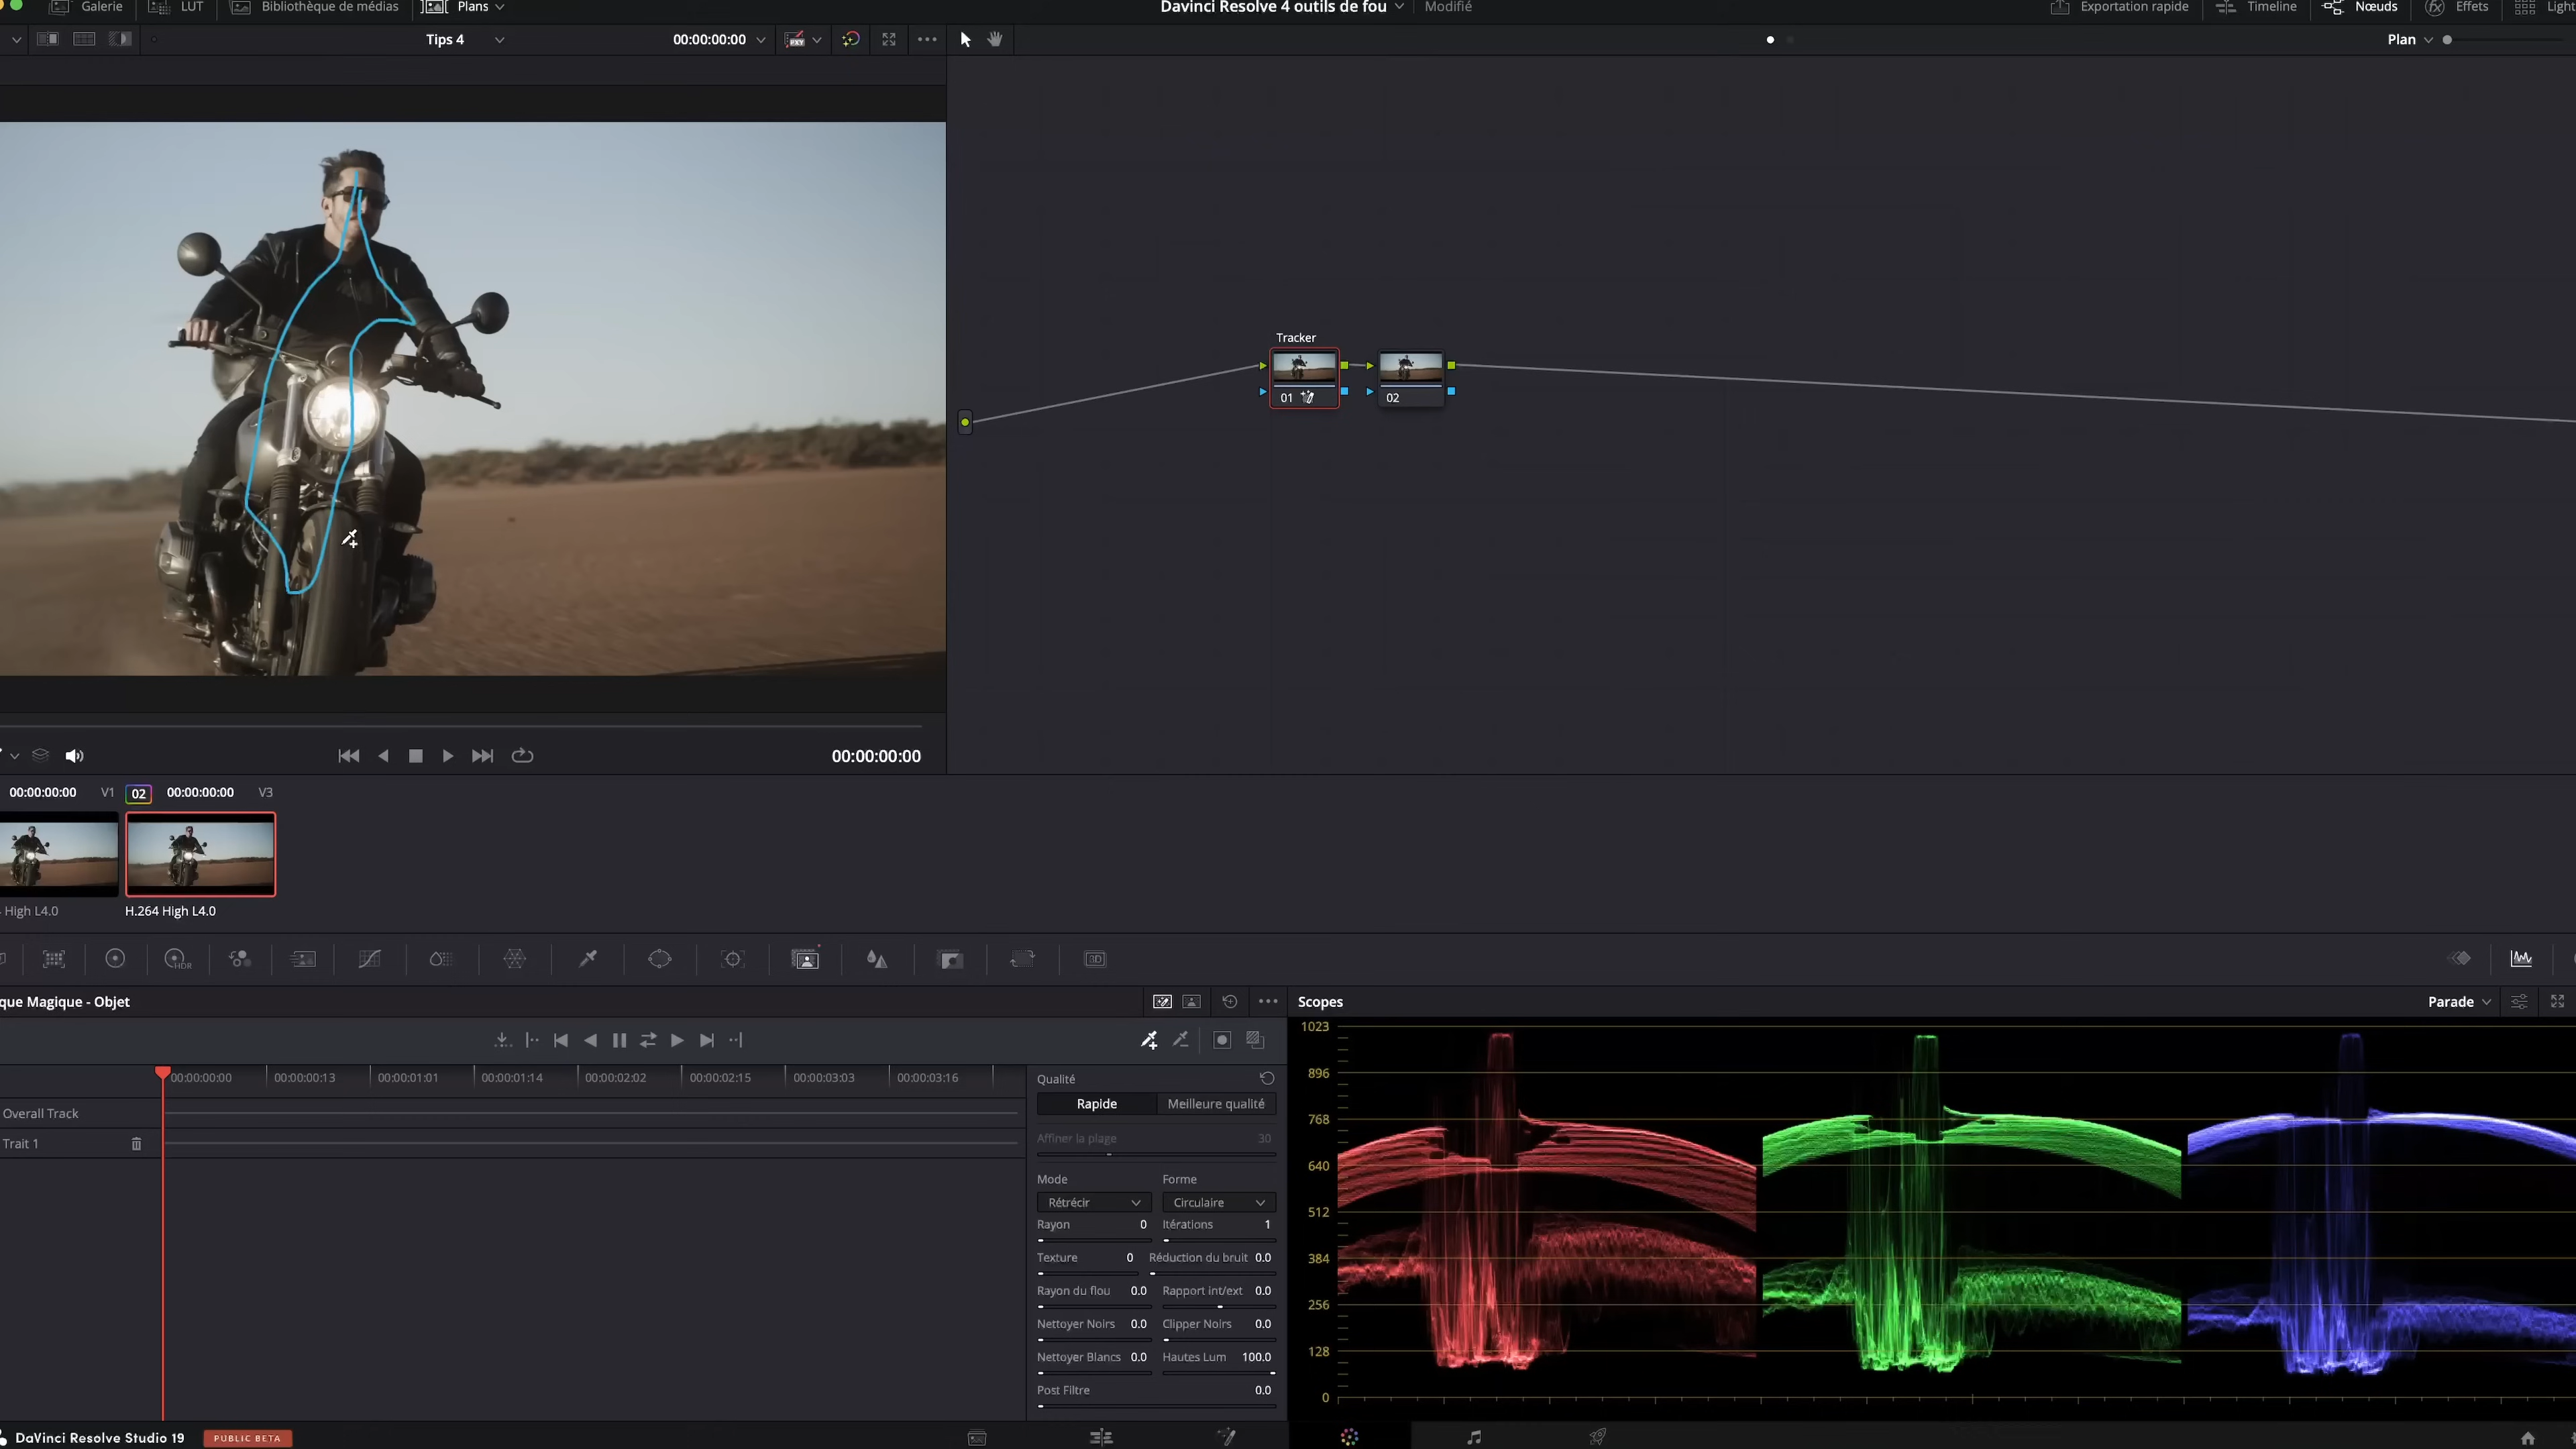 Galerie LUT Bibliothèque de médias Plans Davinci Resolve 4 outils de fou Modifié Exportation rapide Timeline Nœuds Effets Light
Tips 4 00:00:00:00 Plan
Tracker
01 02
00:00:00:00
00:00:00:00 V1 02 00:00:00:00 V3
High L4.0 H.264 High L4.0
HDR 3D
que Magique - Objet
Scopes Parade
00:00:00:00 00:00:00:13 00:00:01:01 00:00:01:14 00:00:02:02 00:00:02:15 00:00:03:03 00:00:03:16
Overall Track
Trait 1
Qualité
Rapide Meilleure qualité
Affiner la plage 30
Mode Forme
Rétrécir Circulaire
Rayon 0 Itérations 1
Texture 0 Réduction du bruit 0.0
Rayon du flou 0.0 Rapport int/ext 0.0
Nettoyer Noirs 0.0 Clipper Noirs 0.0
Nettoyer Blancs 0.0 Hautes Lum 100.0
Post Filtre 0.0
1023
896
768
640
512
384
256
128
0
DaVinci Resolve Studio 19 PUBLIC BETA